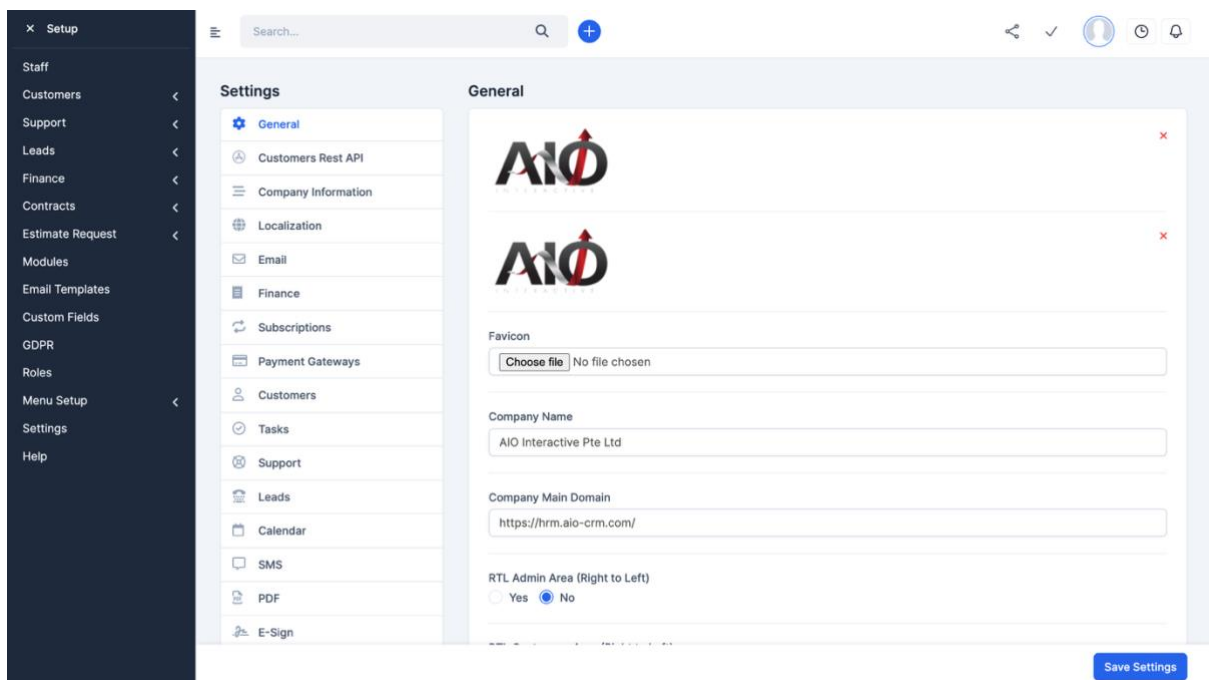 × Setup
Search...
Staff
Customers
Support
Leads
Finance
Contracts
Estimate Request
Modules
Email Templates
Custom Fields
GDPR
Roles
Menu Setup
Settings
Help
Settings
General
Customers Rest API
Company Information
Localization
Email
Finance
Subscriptions
Payment Gateways
Customers
Tasks
Support
Leads
Calendar
SMS
PDF
E-Sign
General
AIO
INTERACTIVE
AIO
INTERACTIVE
Favicon
Choose file No file chosen
Company Name
AIO Interactive Pte Ltd
Company Main Domain
https://hrm.aio-crm.com/
RTL Admin Area (Right to Left)
Yes No
Save Settings